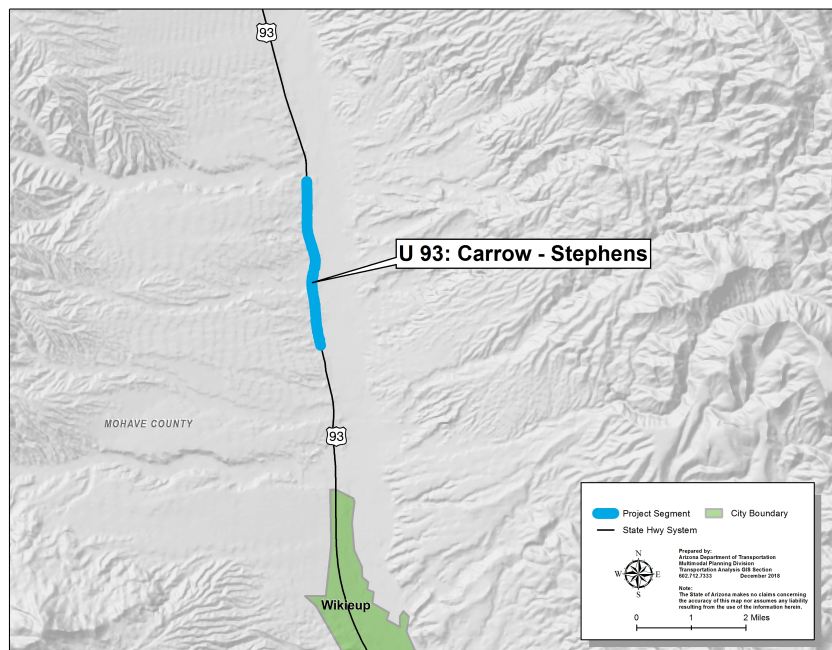 93
U 93: Carrow - Stephens
MOHAVE COUNTY
93
Wikieup
Project Segment
City Boundary
State Hwy System
N
W E
S
Prepared by:
Arizona Department of Transportation
Multimodal Planning Division
Transportation Analysis GIS Section
602.712.7333 December 2018
Note:
The State of Arizona makes no claims concerning
the accuracy of this map nor assumes any liability
resulting from the use of the information herein.
0 1 2 Miles